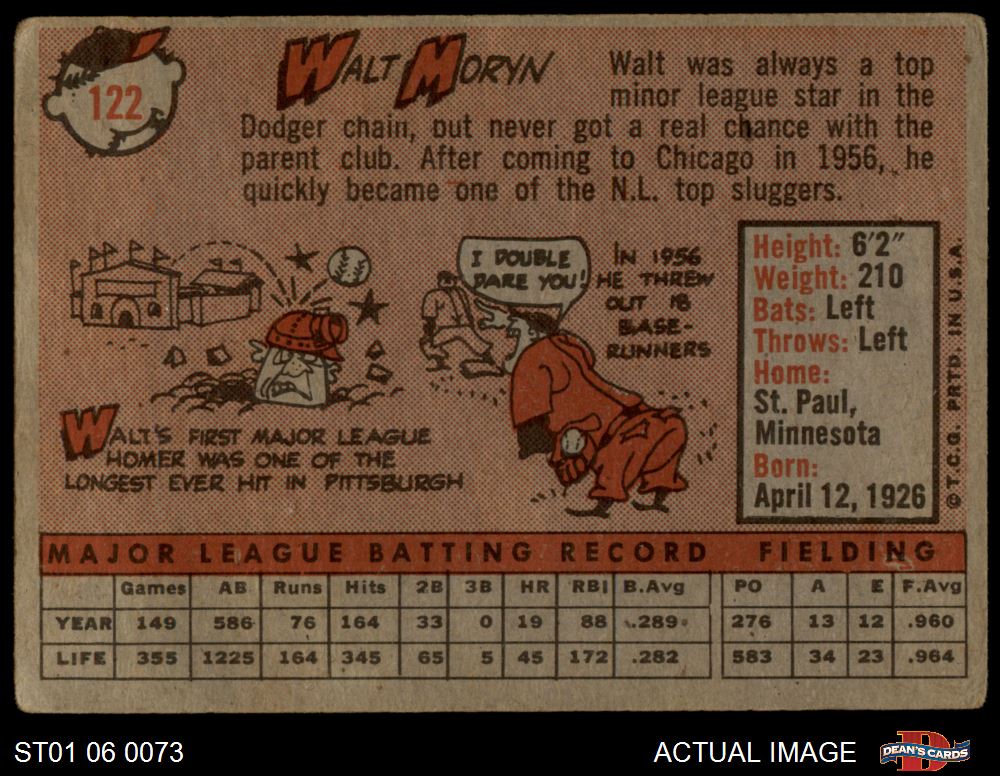 122
WALT MORYN
Walt was always a top
minor league star in the
Dodger chain, but never got a real chance with the
parent club. After coming to Chicago in 1956, he
quickly became one of the N.L. top sluggers.
I DOUBLE
DARE YOU!
IN 1956
HE THREW
OUT 18
BASE-
RUNNERS
WALT'S FIRST MAJOR LEAGUE
HOMER WAS ONE OF THE
LONGEST EVER HIT IN PITTSBURGH
Height: 6'2"
Weight: 210
Bats: Left
Throws: Left
Home:
St. Paul,
Minnesota
Born:
April 12, 1926
© T.C.G. PRTD. IN U.S.A.
MAJOR LEAGUE BATTING RECORD FIELDING
Games AB Runs Hits 2B 3B HR RBI B.Avg PO A E F.Avg
YEAR 149 586 76 164 33 0 19 88 .289 276 13 12 .960
LIFE 355 1225 164 345 65 5 45 172 .282 583 34 23 .964
ST01 06 0073
ACTUAL IMAGE
D
DEAN'S CARDS